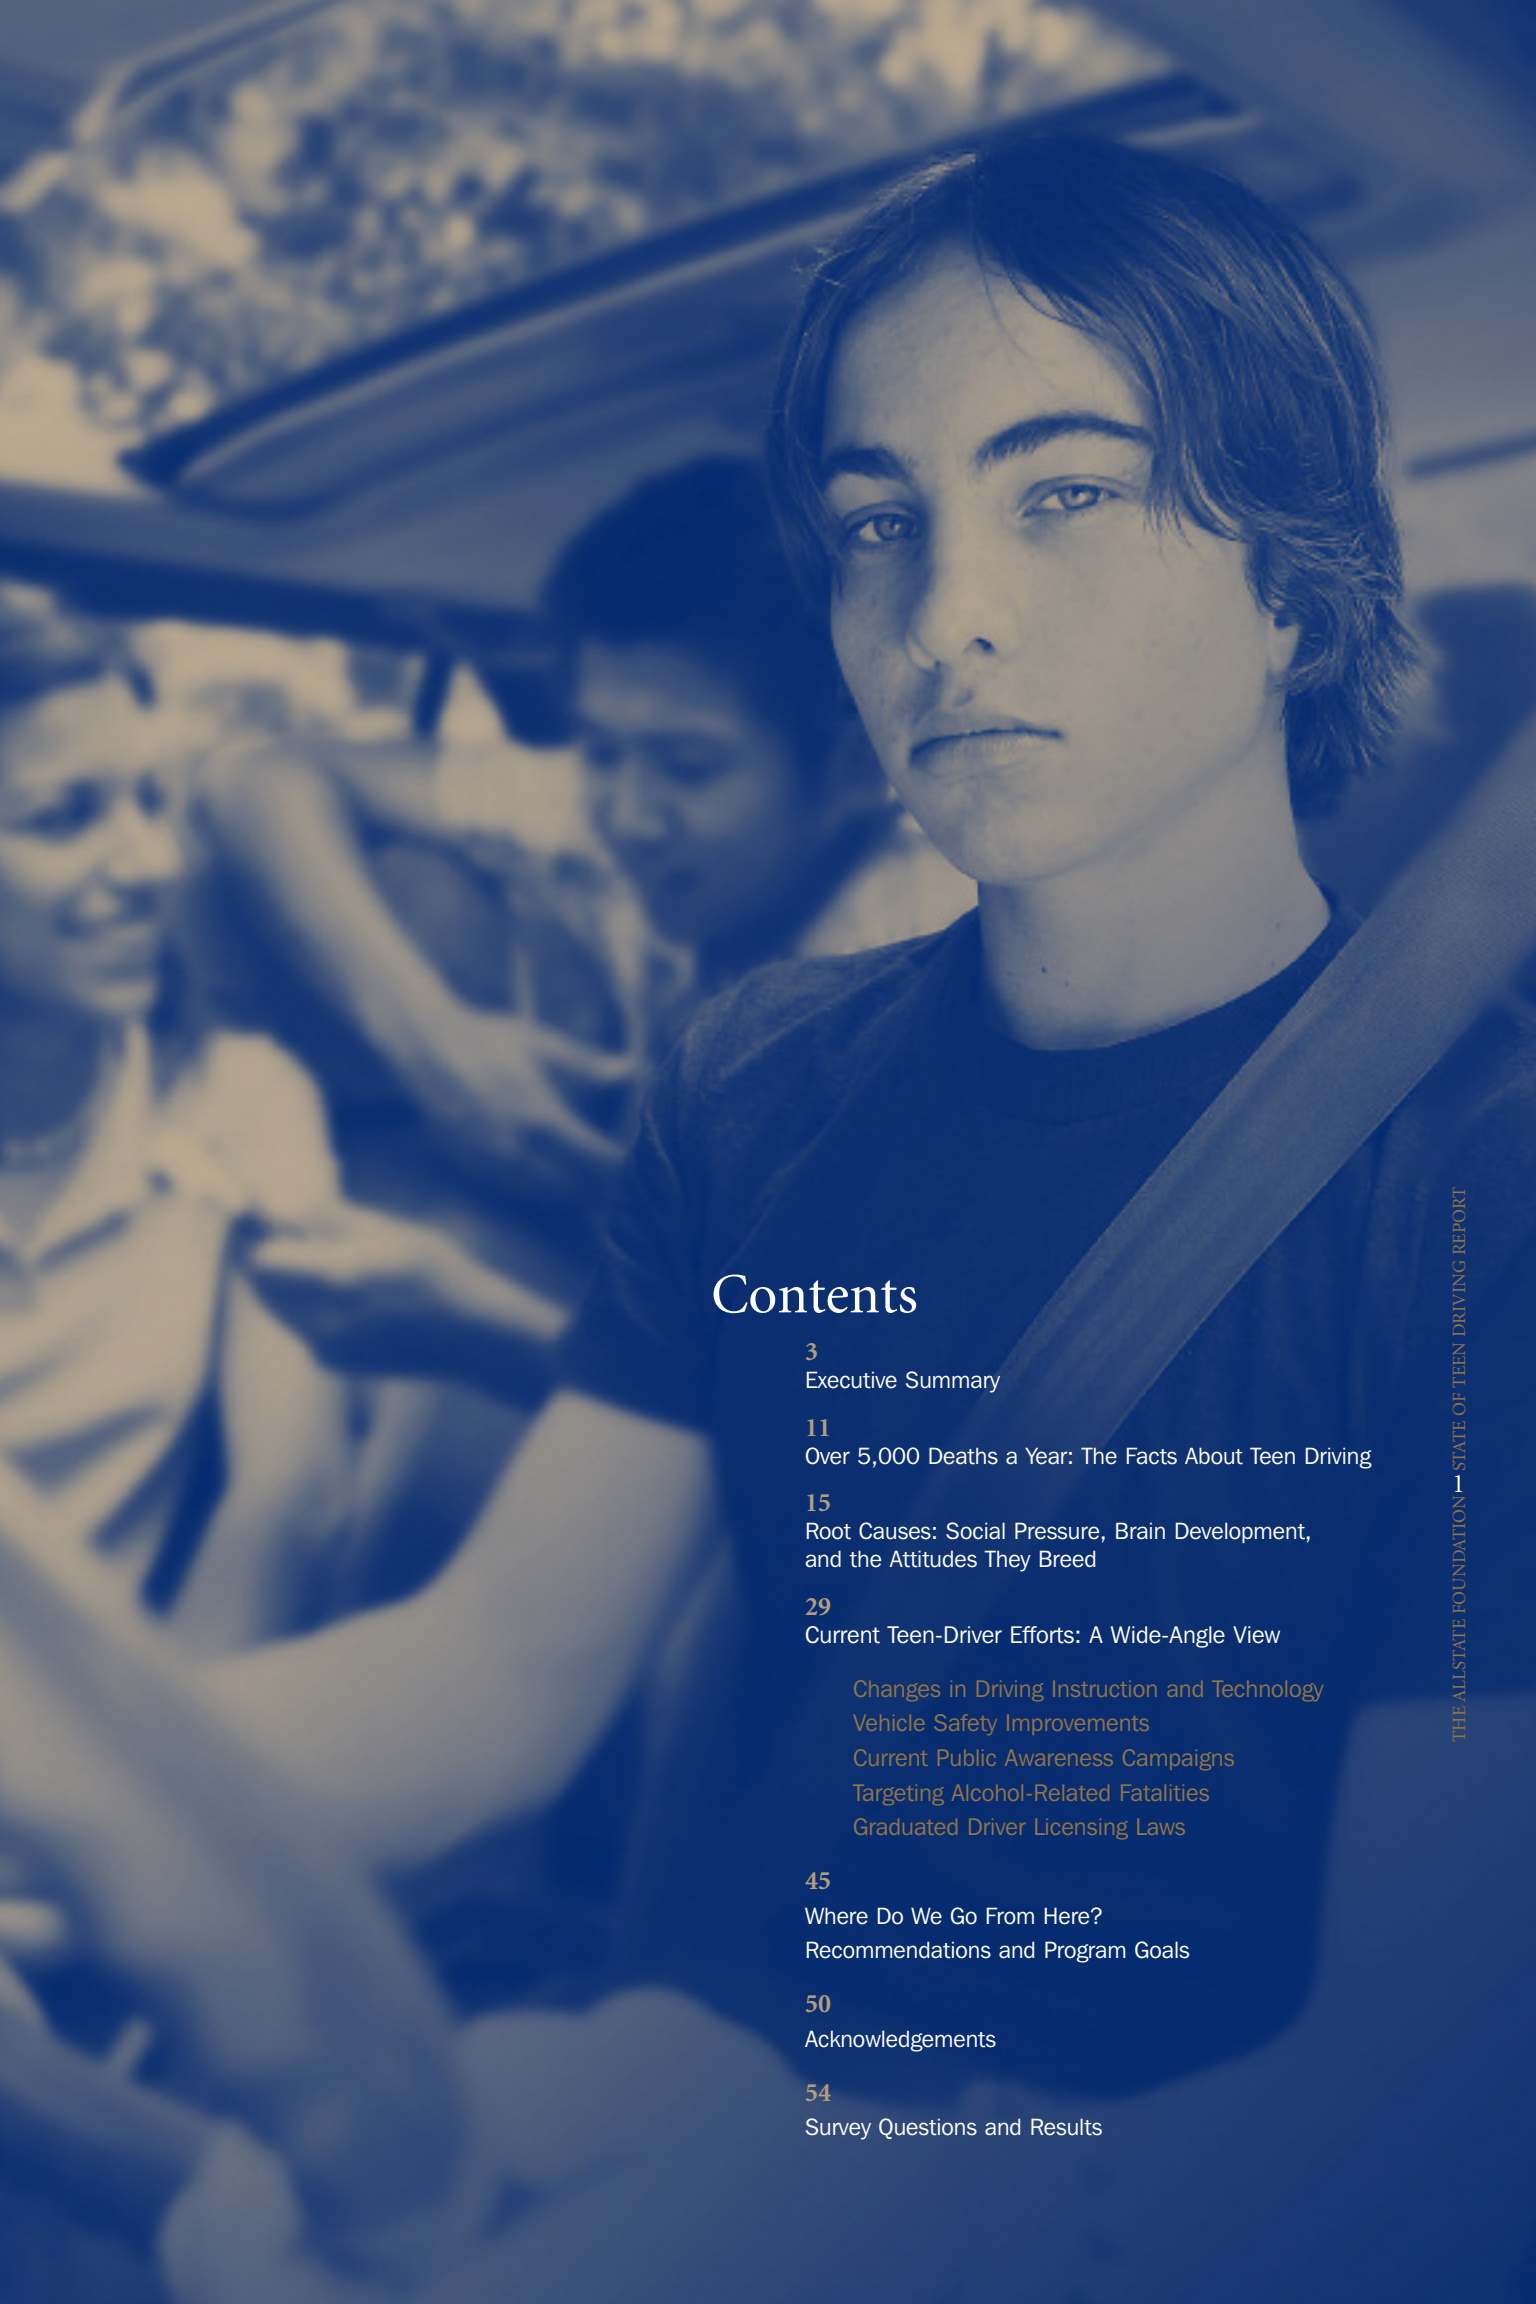 Contents
3
Executive Summary
11
Over 5,000 Deaths a Year: The Facts About Teen Driving
15
Root Causes: Social Pressure, Brain Development,
and the Attitudes They Breed
29
Current Teen-Driver Efforts: A Wide-Angle View
Changes in Driving Instruction and Technology
Vehicle Safety Improvements
Current Public Awareness Campaigns
Targeting Alcohol-Related Fatalities
Graduated Driver Licensing Laws
45
Where Do We Go From Here?
Recommendations and Program Goals
50
Acknowledgements
54
Survey Questions and Results
THE ALLSTATE FOUNDATION 1 STATE OF TEEN DRIVING REPORT